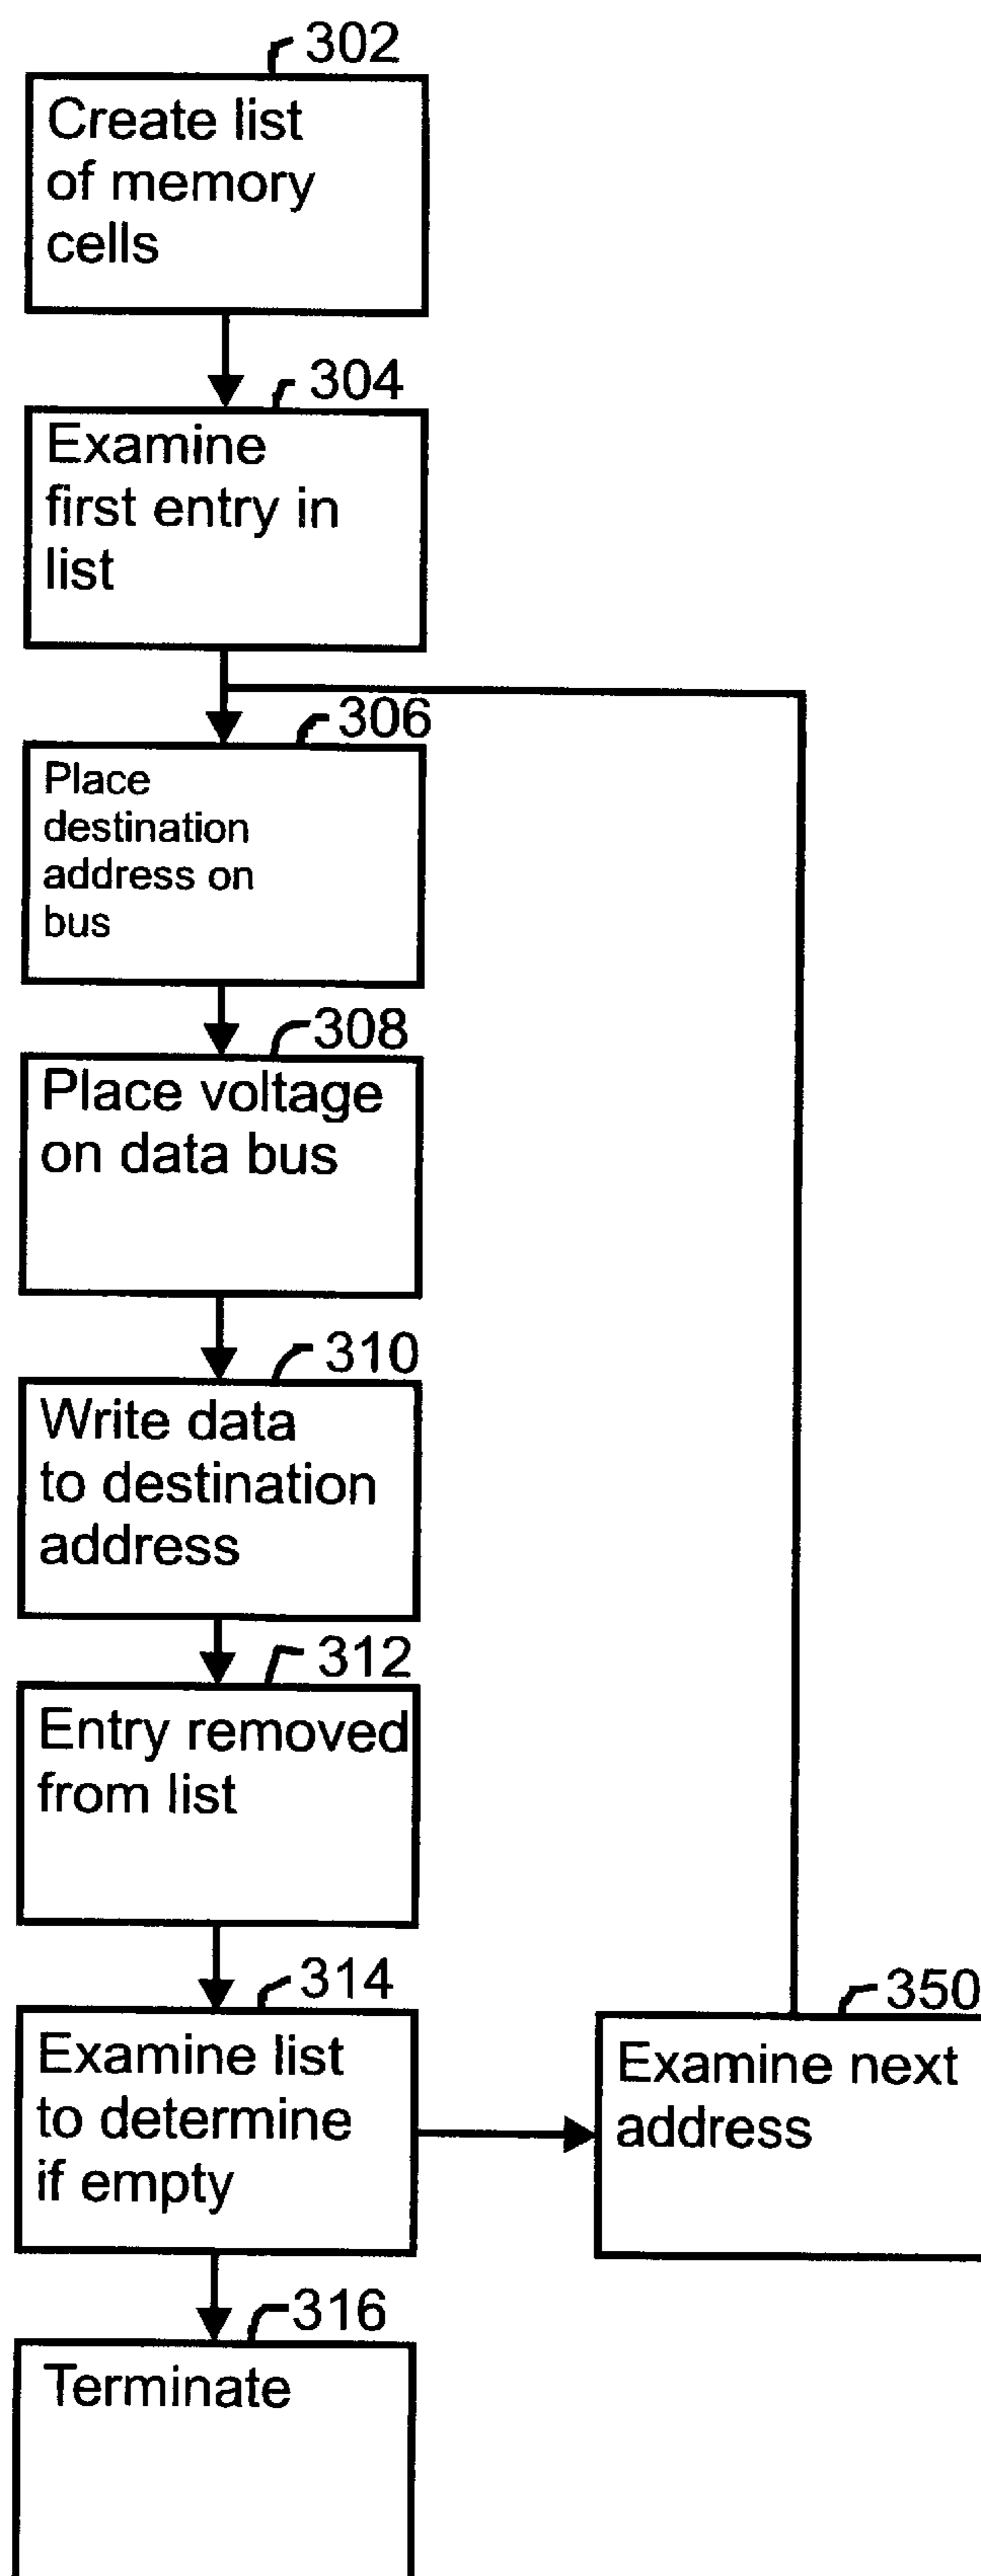 302
Create list
of memory
cells
304
Examine
first entry in
list
306
Place
destination
address on
bus
308
Place voltage
on data bus
310
Write data
to destination
address
312
Entry removed
from list
314
Examine list
to determine
if empty
350
Examine next
address
316
Terminate